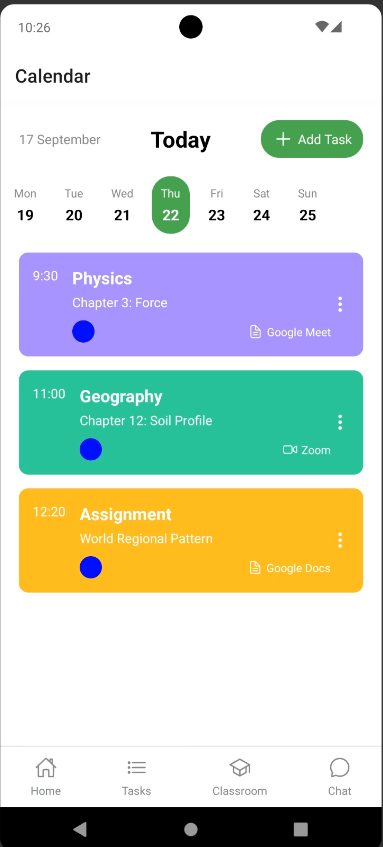 10:26
Calendar
17 September
Today
Add Task
Mon Tue Wed Thu Fri Sat Sun
19 20 21 22 23 24 25
9:30 Physics
Chapter 3: Force
Google Meet
11:00 Geography
Chapter 12: Soil Profile
Zoom
12:20 Assignment
World Regional Pattern
Google Docs
Home Tasks Classroom Chat